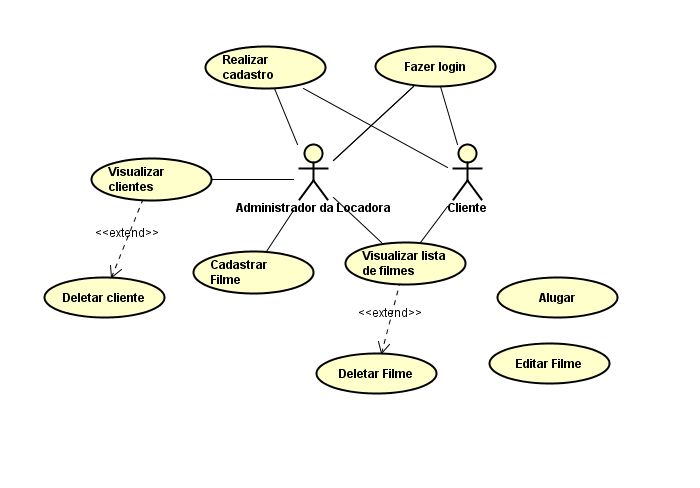 Realizar
cadastro
Fazer login
Visualizar
clientes
Administrador da Locadora
Cliente
<<extend>>
Cadastrar
Filme
Visualizar lista
de filmes
Deletar cliente
Alugar
<<extend>>
Deletar Filme
Editar Filme